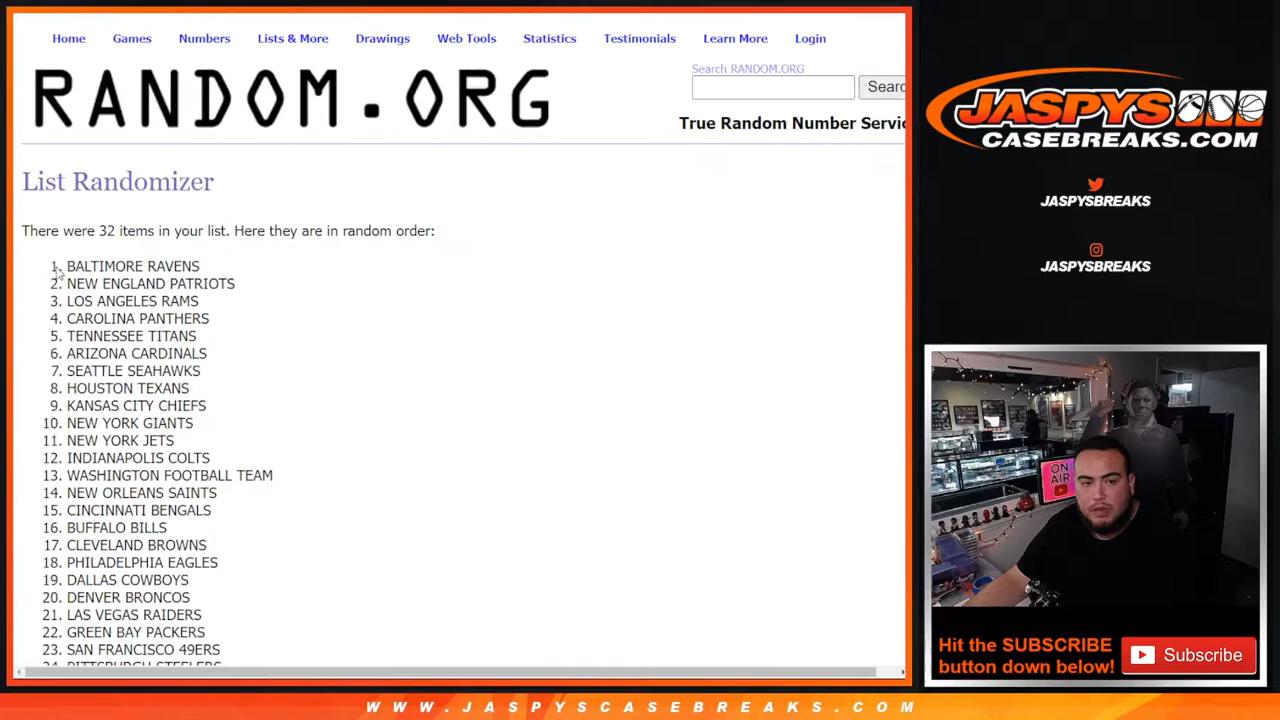 Home Games Numbers Lists & More Drawings Web Tools Statistics Testimonials Learn More Login
Search RANDOM.ORG
RANDOM.ORG
Searc
True Random Number Servic
List Randomizer
There were 32 items in your list. Here they are in random order:
1. BALTIMORE RAVENS
2. NEW ENGLAND PATRIOTS
3. LOS ANGELES RAMS
4. CAROLINA PANTHERS
5. TENNESSEE TITANS
6. ARIZONA CARDINALS
7. SEATTLE SEAHAWKS
8. HOUSTON TEXANS
9. KANSAS CITY CHIEFS
10. NEW YORK GIANTS
11. NEW YORK JETS
12. INDIANAPOLIS COLTS
13. WASHINGTON FOOTBALL TEAM
14. NEW ORLEANS SAINTS
15. CINCINNATI BENGALS
16. BUFFALO BILLS
17. CLEVELAND BROWNS
18. PHILADELPHIA EAGLES
19. DALLAS COWBOYS
20. DENVER BRONCOS
21. LAS VEGAS RAIDERS
22. GREEN BAY PACKERS
23. SAN FRANCISCO 49ERS
24. PITTSBURGH STEELERS
JASPYS
CASEBREAKS.COM
JASPYSBREAKS
JASPYSBREAKS
ON
AIR
Hit the SUBSCRIBE
button down below!
Subscribe
WWW.JASPYSCASEBREAKS.COM